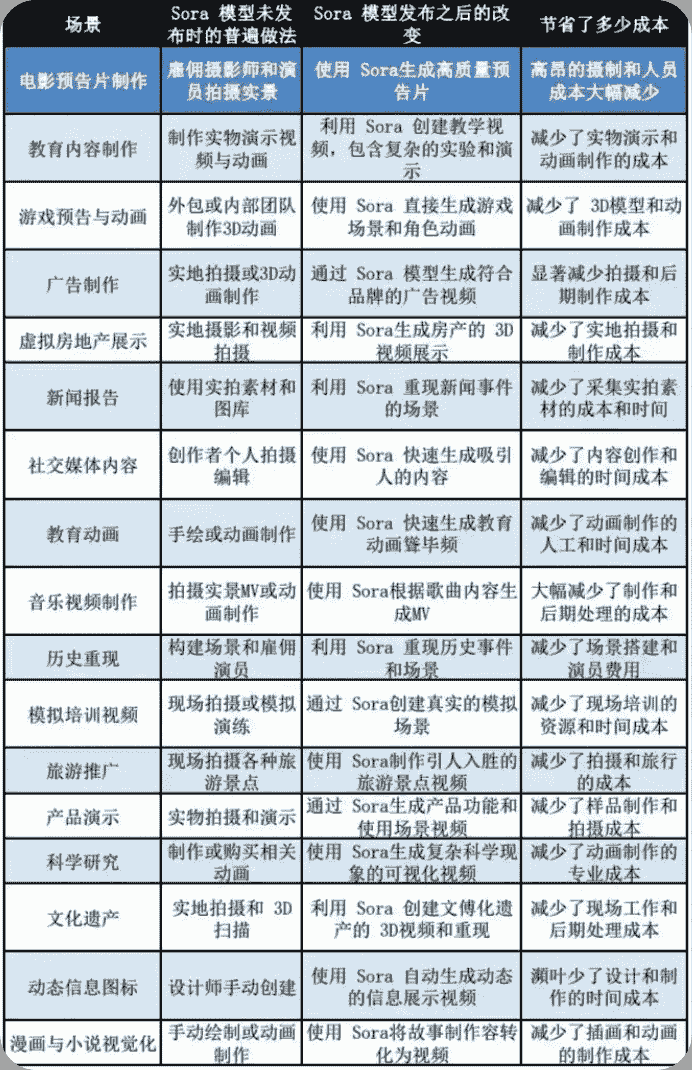 场景
Sora 模型未发
布时的普遍做法
Sora 模型发布之后的改
变
节省了多少成本
电影预告片制作
雇佣摄影师和演
员拍摄实景
使用 Sora生成高质量预
告片
高昂的摄制和人员
成本大幅减少
教育内容制作
制作实物演示视
频与动画
利用 Sora 创建教学视
频，包含复杂的实验和演
示
减少了实物演示和
动画制作的成本
游戏预告与动画
外包或内部团队
制作3D动画
使用 Sora 直接生成游戏
场景和角色动画
减少了 3D模型和动
画制作成本
广告制作
实地拍摄或3D动
画制作
通过 Sora 模型生成符合
品牌的广告视频
显著减少拍摄和后
期制作成本
虚拟房地产展示
实地摄影和视频
拍摄
利用 Sora生成房产的 3D
视频展示
减少了实地拍摄和
制作成本
新闻报告
使用实拍素材和
图库
利用 Sora 重现新闻事件
的场景
减少了采集实拍素
材的成本和时间
社交媒体内容
创作者个人拍摄
编辑
使用 Sora 快速生成吸引
人的内容
减少了内容创作和
编辑的时间成本
教育动画
手绘或动画制作
使用 Sora 快速生成教育
动画聳毕频
减少了动画制作的
人工和时间成本
音乐视频制作
拍摄实景MV或动
画制作
使用 Sora根据歌曲内容生
成MV
大幅减少了制作和
后期处理的成本
历史重现
构建场景和雇佣
演员
利用 Sora 重现历史事件
和场景
减少了场景搭建和
演员费用
模拟培训视频
现场拍摄或模拟
演练
通过 Sora创建真实的模拟
场景
减少了现场培训的
资源和时间成本
旅游推广
现场拍摄各种旅
游景点
使用 Sora制作引人入胜的
旅游景点视频
减少了拍摄和旅行
的成本
产品演示
实物拍摄和演示
通过 Sora生成产品功能和
使用场景视频
减少了样品制作和
拍摄成本
科学研究
制作或购买相关
动画
使用 Sora生成复杂科学现
象的可视化视频
减少了动画制作的
专业成本
文化遗产
实地拍摄和 3D
扫描
利用 Sora 创建文傅化遗
产的 3D视频和重现
减少了现场工作和
后期处理成本
动态信息图标
设计师手动创建
使用 Sora 自动生成动态
的信息展示视频
瀕叶少了设计和制
作的时间成本
漫画与小说视觉化
手动绘制或动画
制作
使用 Sora将故事制作容转
化为视频
减少了插画和动画
的制作成本